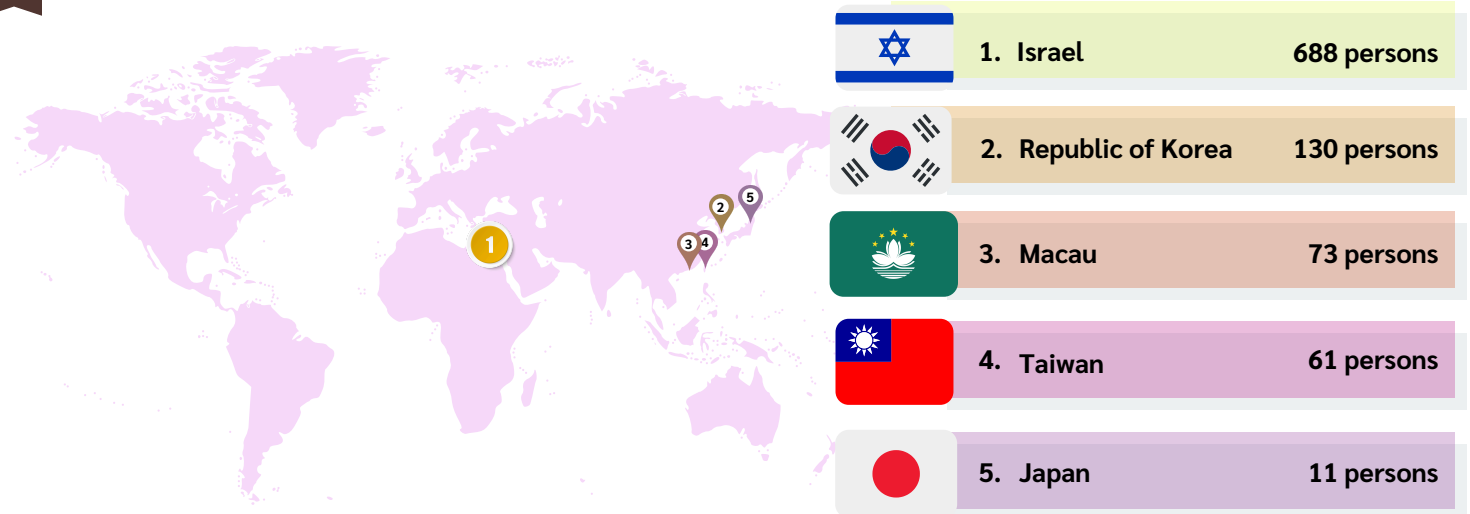 1. Israel 688 persons
2. Republic of Korea 130 persons
3. Macau 73 persons
4. Taiwan 61 persons
5. Japan 11 persons
1
2
5
3
4